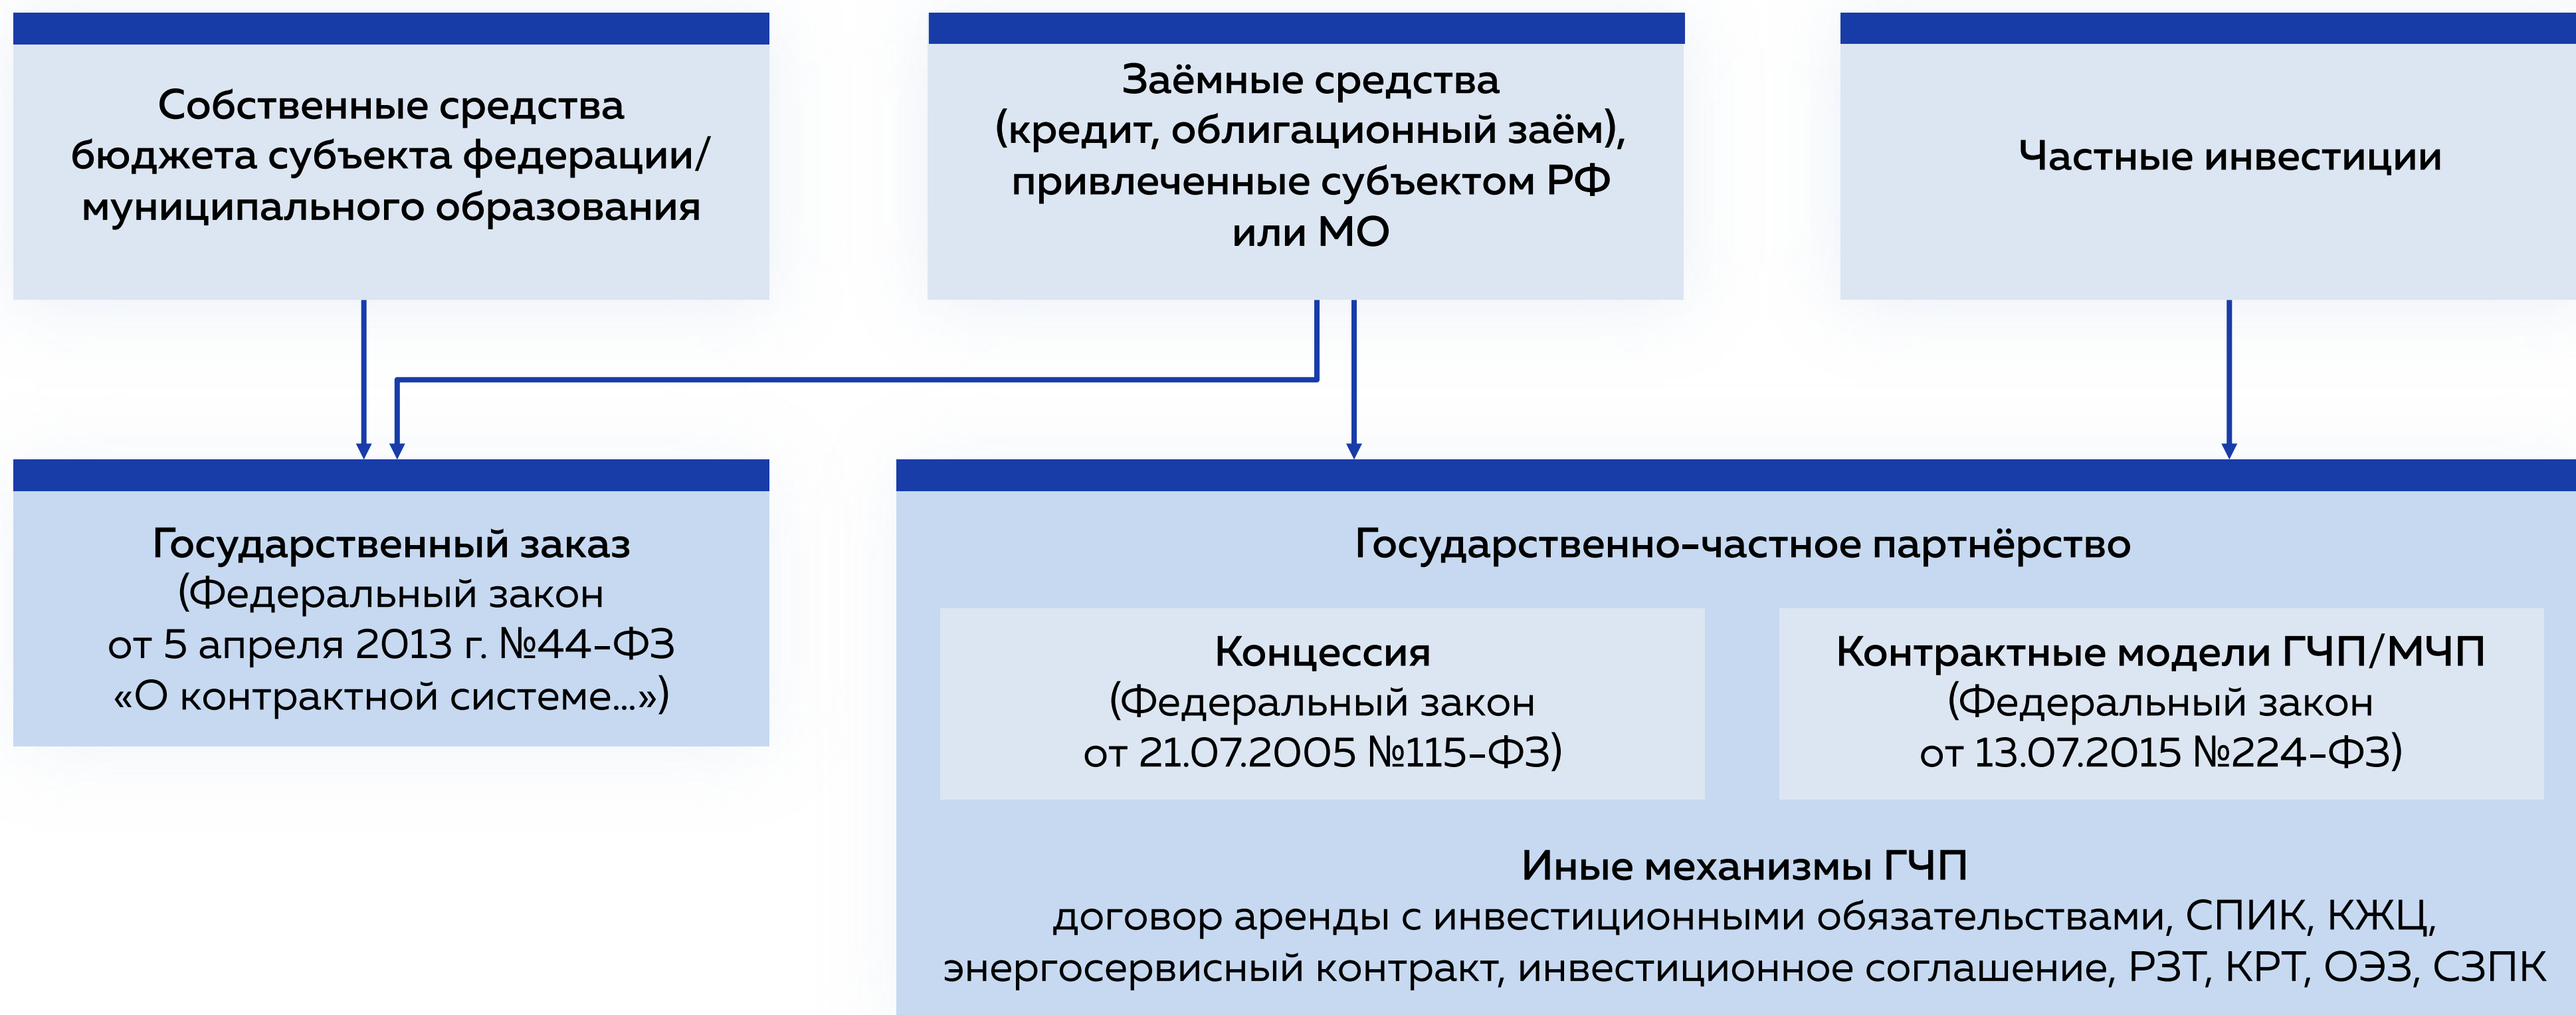 Собственные средства
бюджета субъекта федерации/
муниципального образования
Заёмные средства
(кредит, облигационный заём),
привлеченные субъектом РФ
или МО
Частные инвестиции
Государственный заказ
(Федеральный закон
от 5 апреля 2013 г. №44-ФЗ
«О контрактной системе...»)
Государственно-частное партнёрство
Концессия
(Федеральный закон
от 21.07.2005 №115-ФЗ)
Контрактные модели ГЧП/МЧП
(Федеральный закон
от 13.07.2015 №224-ФЗ)
Иные механизмы ГЧП
договор аренды с инвестиционными обязательствами, СПИК, КЖЦ,
энергосервисный контракт, инвестиционное соглашение, РЗТ, КРТ, ОЭЗ, СЗПК